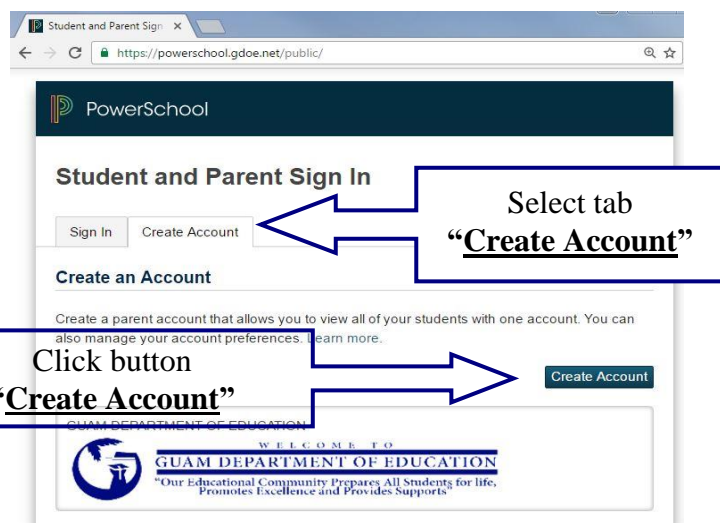 Student and Parent Sign
https://powerschool.gdoe.net/public/
PowerSchool
Student and Parent Sign In
Sign In Create Account
Select tab
“Create Account”
Create an Account
Create a parent account that allows you to view all of your students with one account. You can
also manage your account preferences. Learn more.
Click button
“Create Account”
Create Account
GUAM DEPARTMENT OF EDUCATION
WELCOME TO
GUAM DEPARTMENT OF EDUCATION
“Our Educational Community Prepares All Students for life,
Promotes Excellence and Provides Supports”